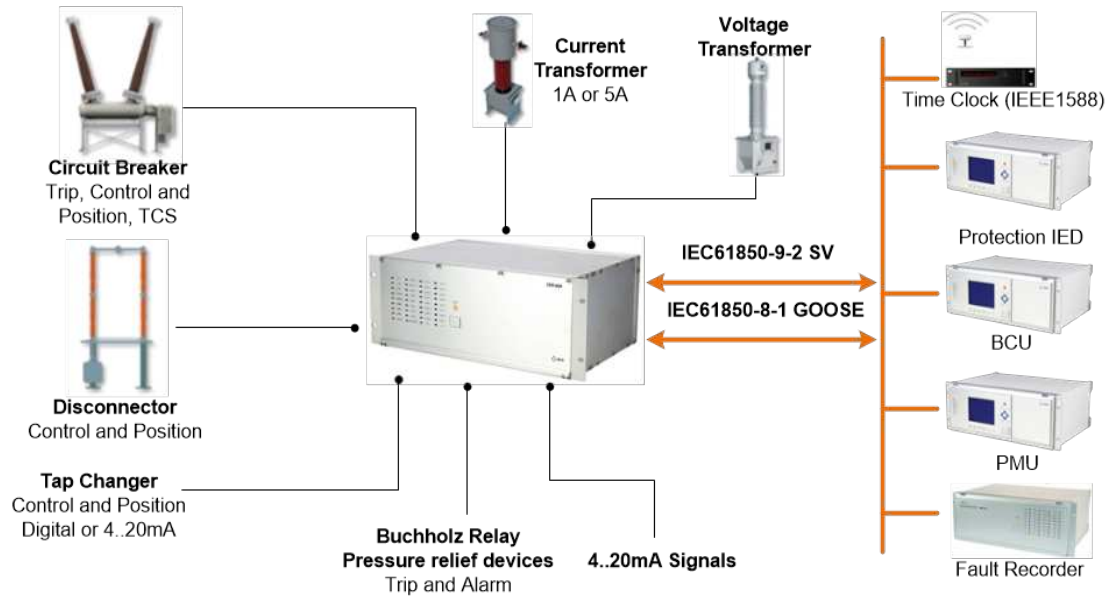 Circuit Breaker
Trip, Control and
Position, TCS
Current
Transformer
1A or 5A
Voltage
Transformer
Time Clock (IEEE1588)
Protection IED
IEC61850-9-2 SV
IEC61850-8-1 GOOSE
BCU
PMU
Fault Recorder
Disconnector
Control and Position
Tap Changer
Control and Position
Digital or 4..20mA
Buchholz Relay
Pressure relief devices
Trip and Alarm
4..20mA Signals